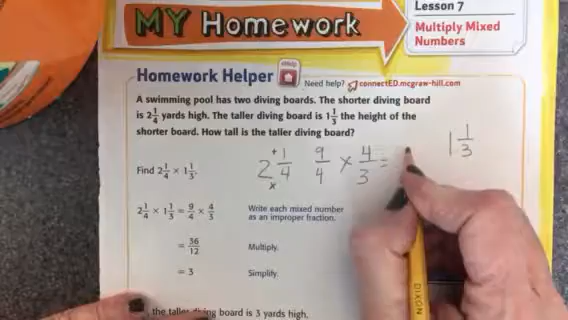 MY Homework
Lesson 7
Multiply Mixed
Numbers
Homework Helper
Need help? connectED.mcgraw-hill.com
A swimming pool has two diving boards. The shorter diving board
is 2 1/4 yards high. The taller diving board is 1 1/3 the height of the
shorter board. How tall is the taller diving board?
1 1/3
2 + 1/4 × 9/4 × 4/3 =
Find 2 1/4 × 1 1/3.
2 1/4 × 1 1/3 = 9/4 × 4/3 Write each mixed number
as an improper fraction.
= 36/12 Multiply.
= 3 Simplify.
, the taller diving board is 3 yards high.
DIXON